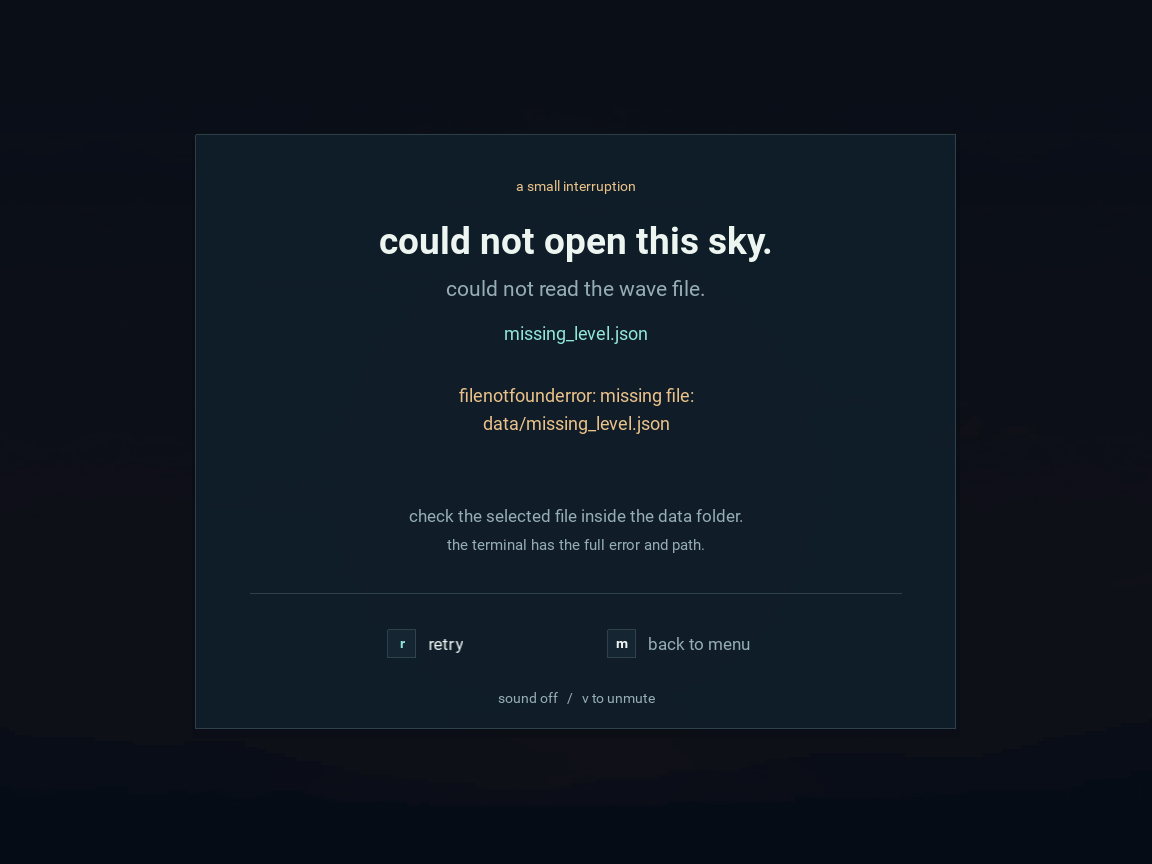 a small interruption
could not open this sky.
could not read the wave file.
missing_level.json
filenotfounderror: missing file:
data/missing_level.json
check the selected file inside the data folder.
the terminal has the full error and path.
r retry m back to menu
sound off / v to unmute